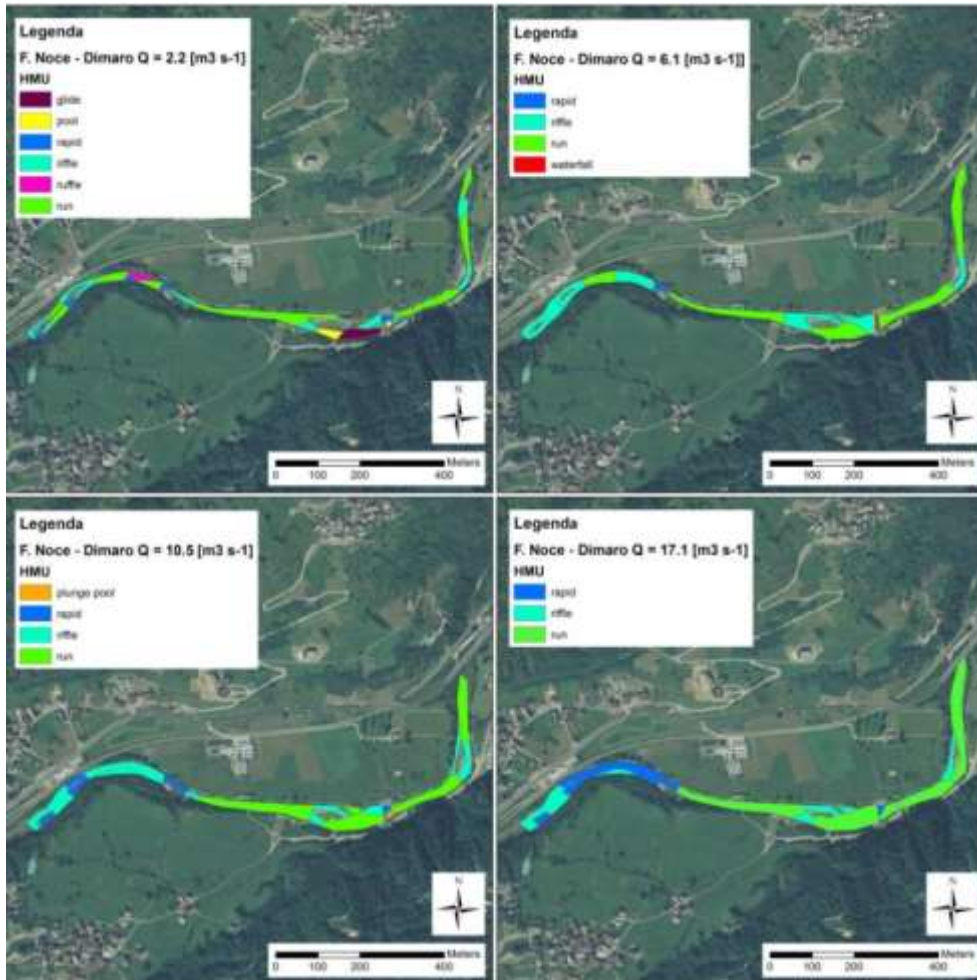 Legenda
F. Noce - Dimaro Q = 2.2 [m3 s-1]
HMU
glide
pool
rapid
riffle
ruffle
run
N
Meters
0 100 200 400
Legenda
F. Noce - Dimaro Q = 6.1 [m3 s-1]]
HMU
rapid
riffle
run
waterfall
N
Meters
0 100 200 400
Legenda
F. Noce - Dimaro Q = 10.5 [m3 s-1]
HMU
plunge pool
rapid
riffle
run
N
Meters
0 100 200 400
Legenda
F. Noce - Dimaro Q = 17.1 [m3 s-1]
HMU
rapid
riffle
run
N
Meters
0 100 200 400